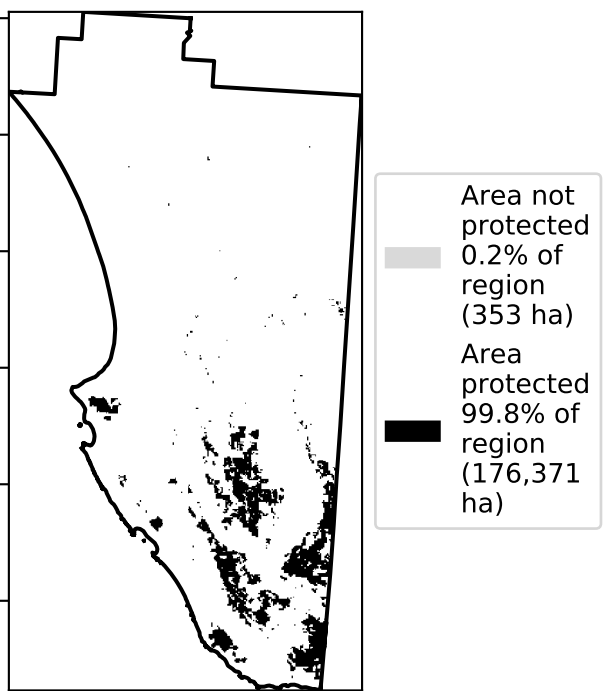 Area not
protected
0.2% of
region
(353 ha)
Area
protected
99.8% of
region
(176,371
ha)